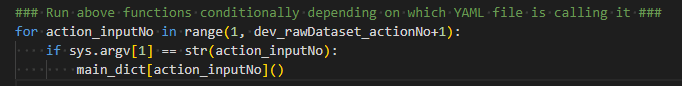 ### Run above functions conditionally depending on which YAML file is calling it ###
for action_inputNo in range(1, dev_rawDataset_actionNo+1):
    if sys.argv[1] == str(action_inputNo):
        main_dict[action_inputNo]()